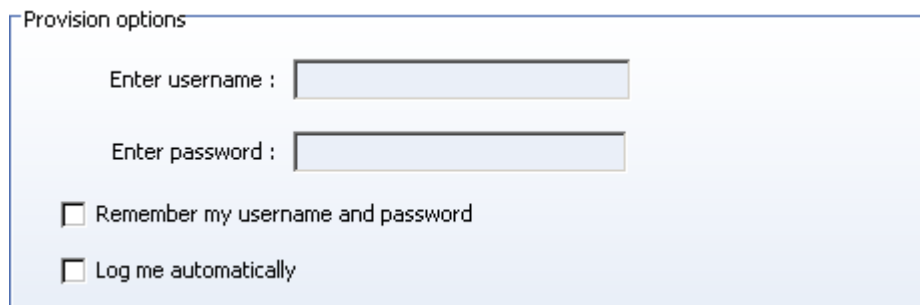 Provision options
Enter username :
Enter password :
Remember my username and password
Log me automatically